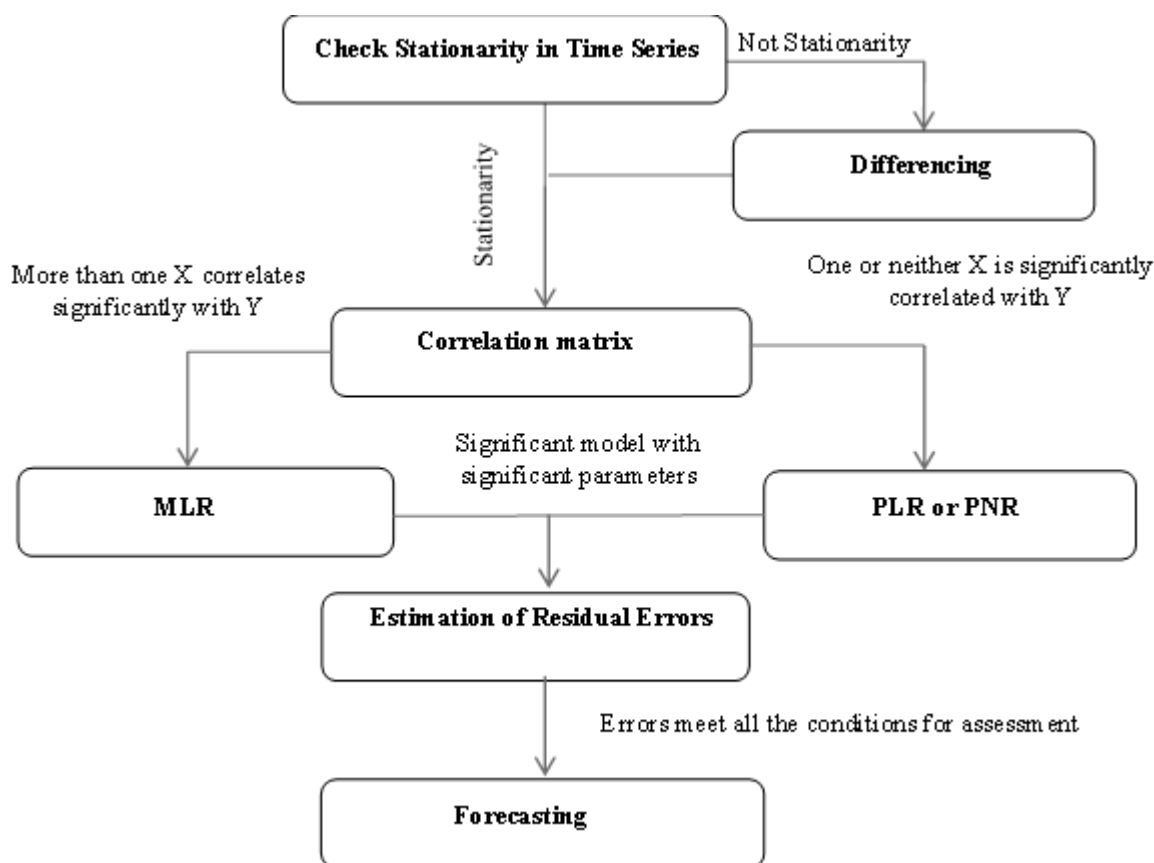 Check Stationarity in Time Series
Not Stationarity
Differencing
Stationarity
More than one X correlates
significantly with Y
One or neither X is significantly
correlated with Y
Correlation matrix
Significant model with
significant parameters
MLR
PLR or PNR
Estimation of Residual Errors
Errors meet all the conditions for assessment
Forecasting